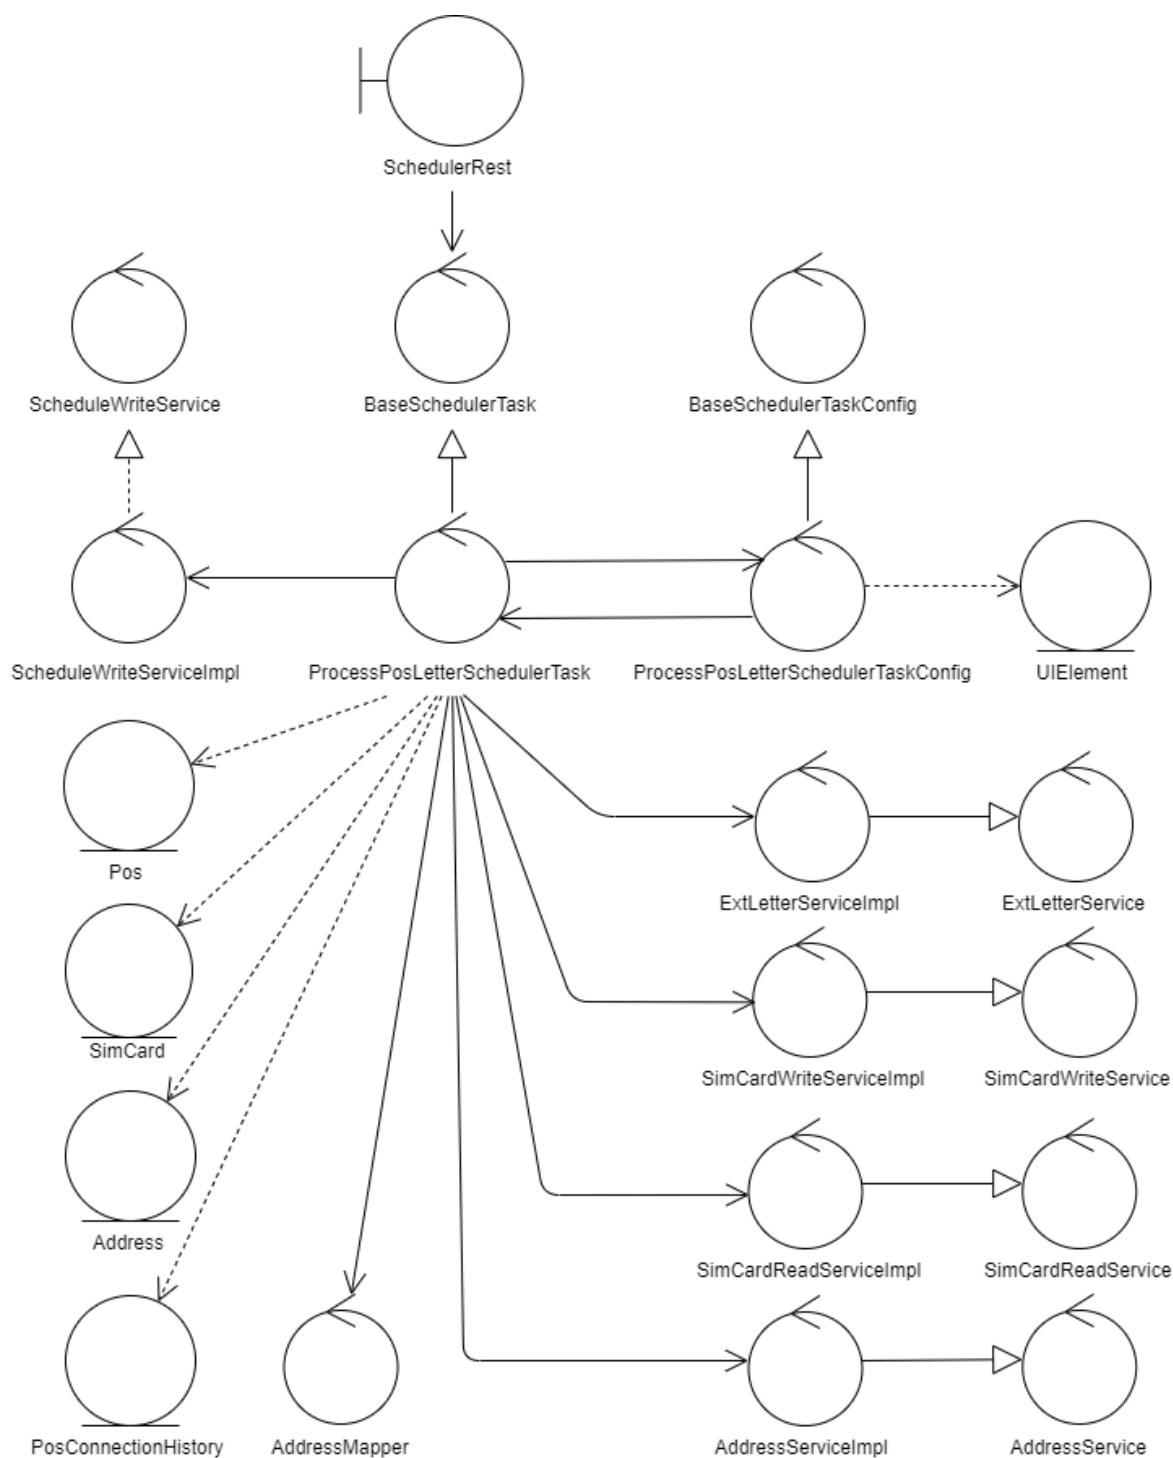 SchedulerRest
ScheduleWriteService
BaseSchedulerTask
BaseSchedulerTaskConfig
ScheduleWriteServiceImpl
ProcessPosLetterSchedulerTask
ProcessPosLetterSchedulerTaskConfig
UIElement
Pos
ExtLetterServiceImpl
ExtLetterService
SimCard
SimCardWriteServiceImpl
SimCardWriteService
Address
SimCardReadServiceImpl
SimCardReadService
PosConnectionHistory
AddressMapper
AddressServiceImpl
AddressService